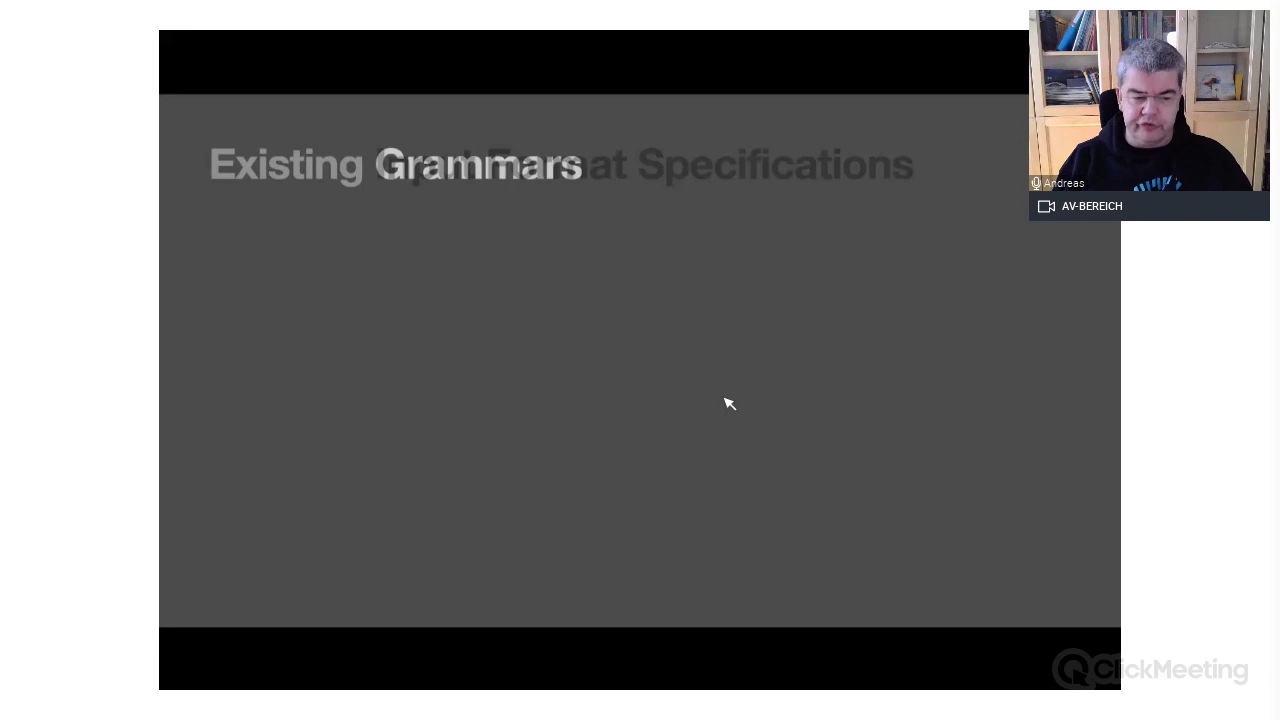 Existing Grammars
Specifications
Andreas
AV-BEREICH
ClickMeeting